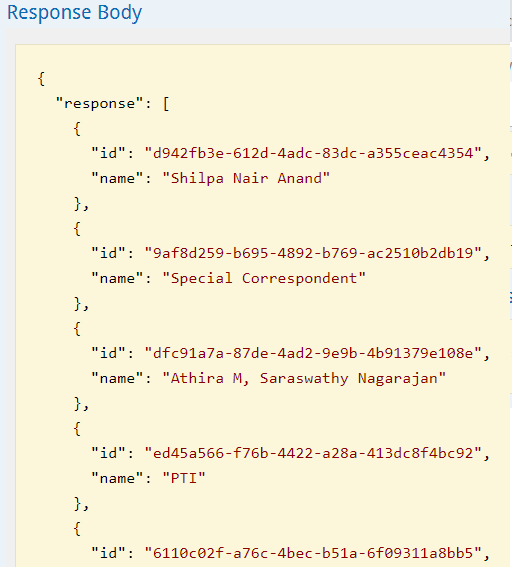 Response Body
{
"response": [
{
"id": "d942fb3e-612d-4adc-83dc-a355ceac4354",
"name": "Shilpa Nair Anand"
},
{
"id": "9af8d259-b695-4892-b769-ac2510b2db19",
"name": "Special Correspondent"
},
{
"id": "dfc91a7a-87de-4ad2-9e9b-4b91379e108e",
"name": "Athira M, Saraswathy Nagarajan"
},
{
"id": "ed45a566-f76b-4422-a28a-413dc8f4bc92",
"name": "PTI"
},
{
"id": "6110c02f-a76c-4bec-b51a-6f09311a8bb5",